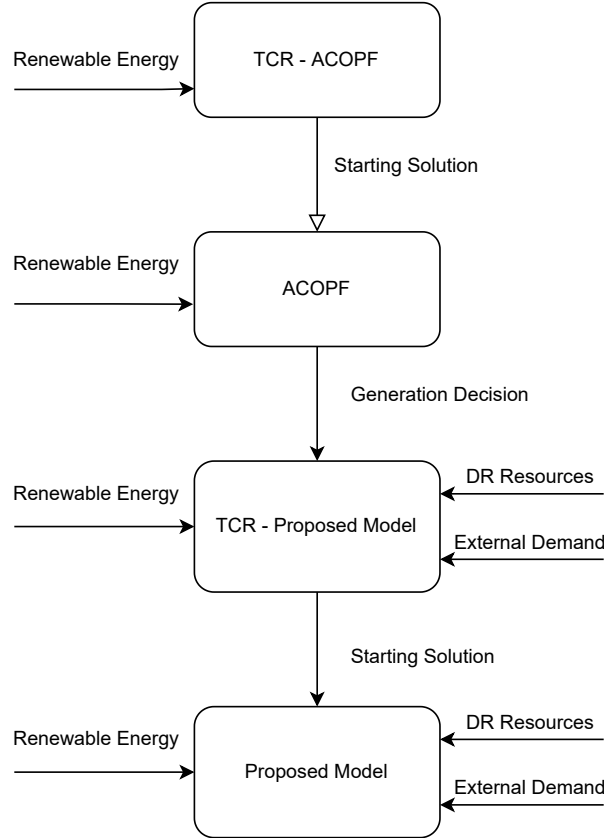 Renewable Energy
TCR - ACOPF
Starting Solution
Renewable Energy
ACOPF
Generation Decision
Renewable Energy
TCR - Proposed Model
DR Resources
External Demand
Starting Solution
Renewable Energy
Proposed Model
DR Resources
External Demand